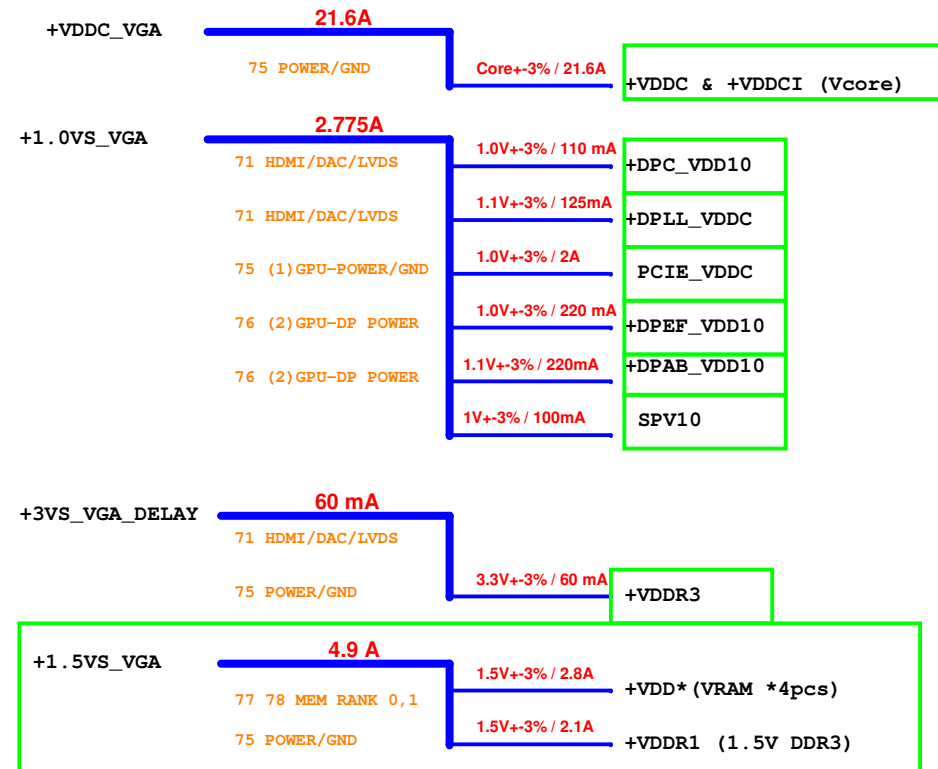 21.6A
+VDDC_VGA
75 POWER/GND
Core+-3% / 21.6A
+VDDC & +VDDCI (Vcore)
2.775A
+1.0VS_VGA
71 HDMI/DAC/LVDS
1.0V+-3% / 110 mA
+DPC_VDD10
71 HDMI/DAC/LVDS
1.1V+-3% / 125mA
+DPLL_VDDC
75 (1)GPU-POWER/GND
1.0V+-3% / 2A
PCIE_VDDC
76 (2)GPU-DP POWER
1.0V+-3% / 220 mA
+DPEF_VDD10
76 (2)GPU-DP POWER
1.1V+-3% / 220mA
+DPAB_VDD10
1V+-3% / 100mA
SPV10
60 mA
+3VS_VGA_DELAY
71 HDMI/DAC/LVDS
75 POWER/GND
3.3V+-3% / 60 mA
+VDDR3
4.9 A
+1.5VS_VGA
77 78 MEM RANK 0,1
1.5V+-3% / 2.8A
+VDD*(VRAM *4pcs)
75 POWER/GND
1.5V+-3% / 2.1A
+VDDR1 (1.5V DDR3)